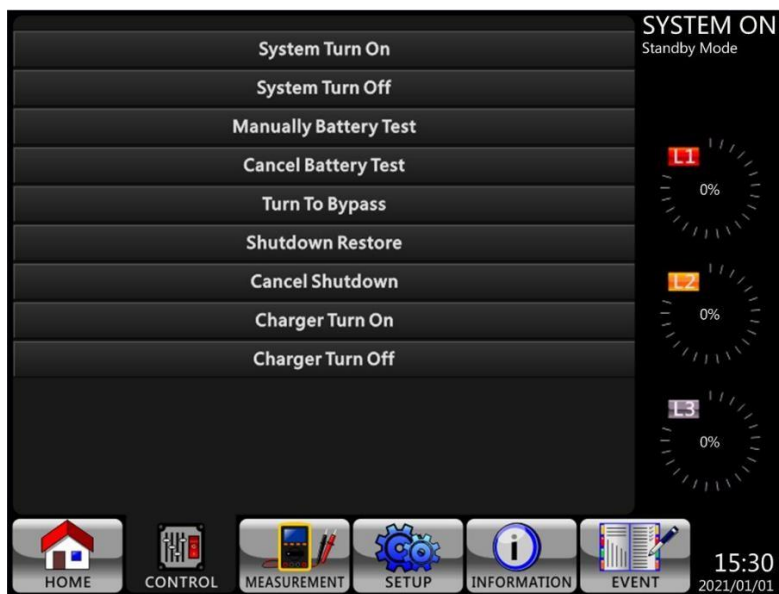 SYSTEM ON
Standby Mode
System Turn On
System Turn Off
Manually Battery Test
Cancel Battery Test
Turn To Bypass
Shutdown Restore
Cancel Shutdown
Charger Turn On
Charger Turn Off
L1
0%
L2
0%
L3
0%
HOME
CONTROL
MEASUREMENT
SETUP
INFORMATION
EVENT
15:30
2021/01/01